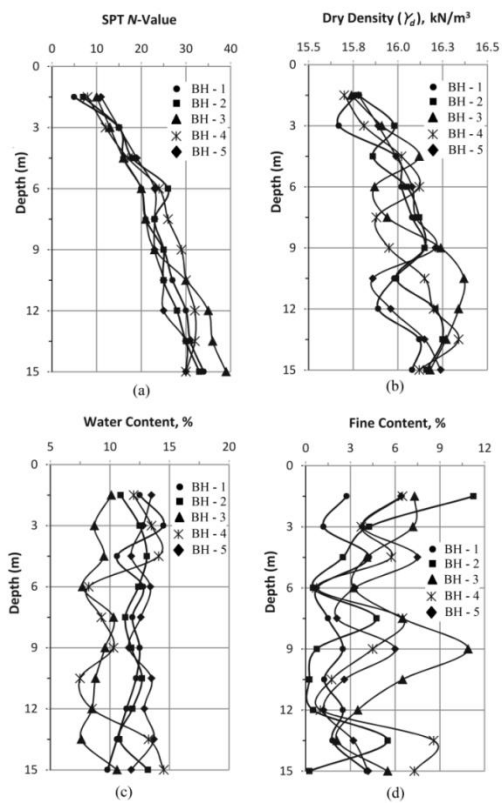 SPT N-Value
0 10 20 30 40
Depth (m)
0
3
6
9
12
15
BH - 1
BH - 2
BH - 3
BH - 4
BH - 5
(a)
Dry Density (γd), kN/m³
15.5 15.8 16.0 16.3 16.5
Depth (m)
0
3
6
9
12
15
BH - 1
BH - 2
BH - 3
BH - 4
BH - 5
(b)
Water Content, %
5 10 15 20
Depth (m)
0
3
6
9
12
15
BH - 1
BH - 2
BH - 3
BH - 4
BH - 5
(c)
Fine Content, %
0 3 6 9 12
Depth (m)
0
3
6
9
12
15
BH - 1
BH - 2
BH - 3
BH - 4
BH - 5
(d)